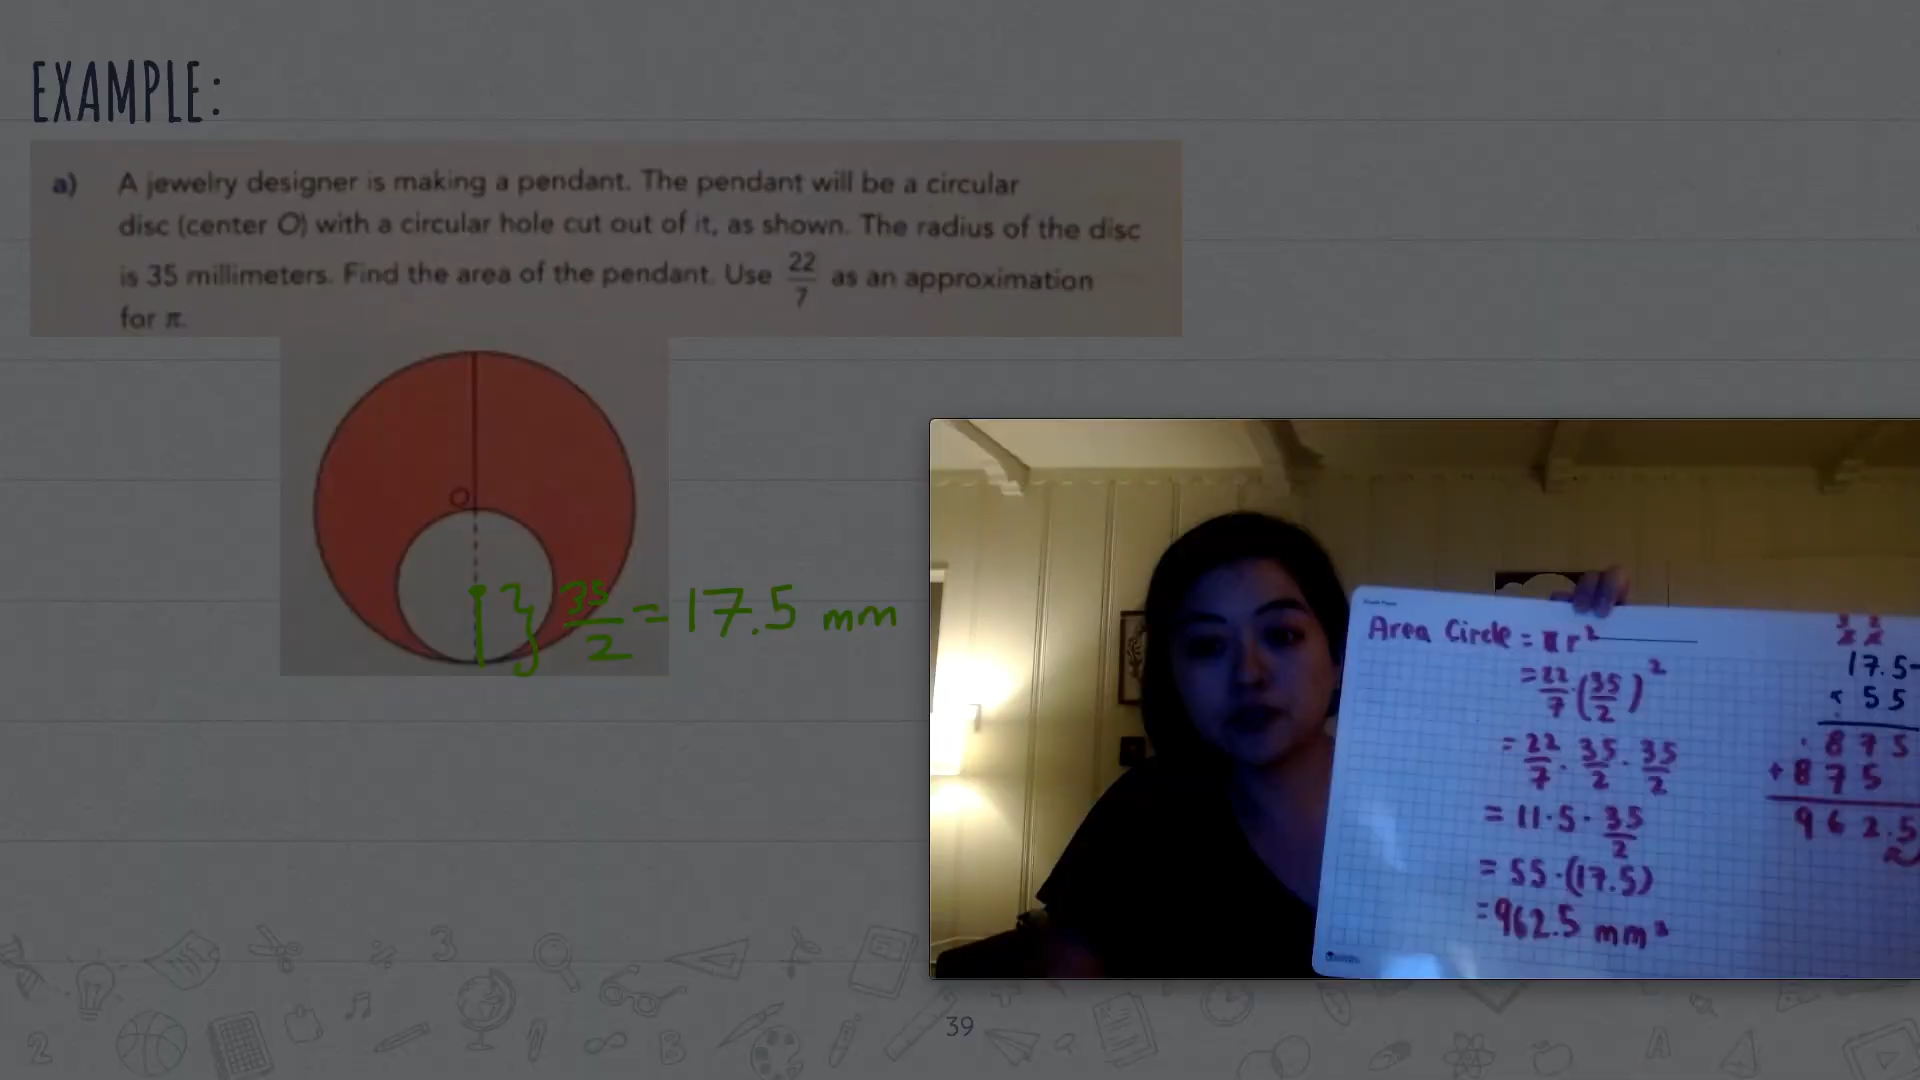 EXAMPLE:
a) A jewelry designer is making a pendant. The pendant will be a circular
disc (center O) with a circular hole cut out of it, as shown. The radius of the disc
is 35 millimeters. Find the area of the pendant. Use 22/7 as an approximation
for π.
O
35/2 = 17.5 mm
Area Circle = πr²
= 22/7 · (35/2)²
= 22/7 · 35/2 · 35/2
= 11·5· 35/2
= 55·(17.5)
= 962.5 mm²
17.5
× 55
875
+ 875
962.5
39